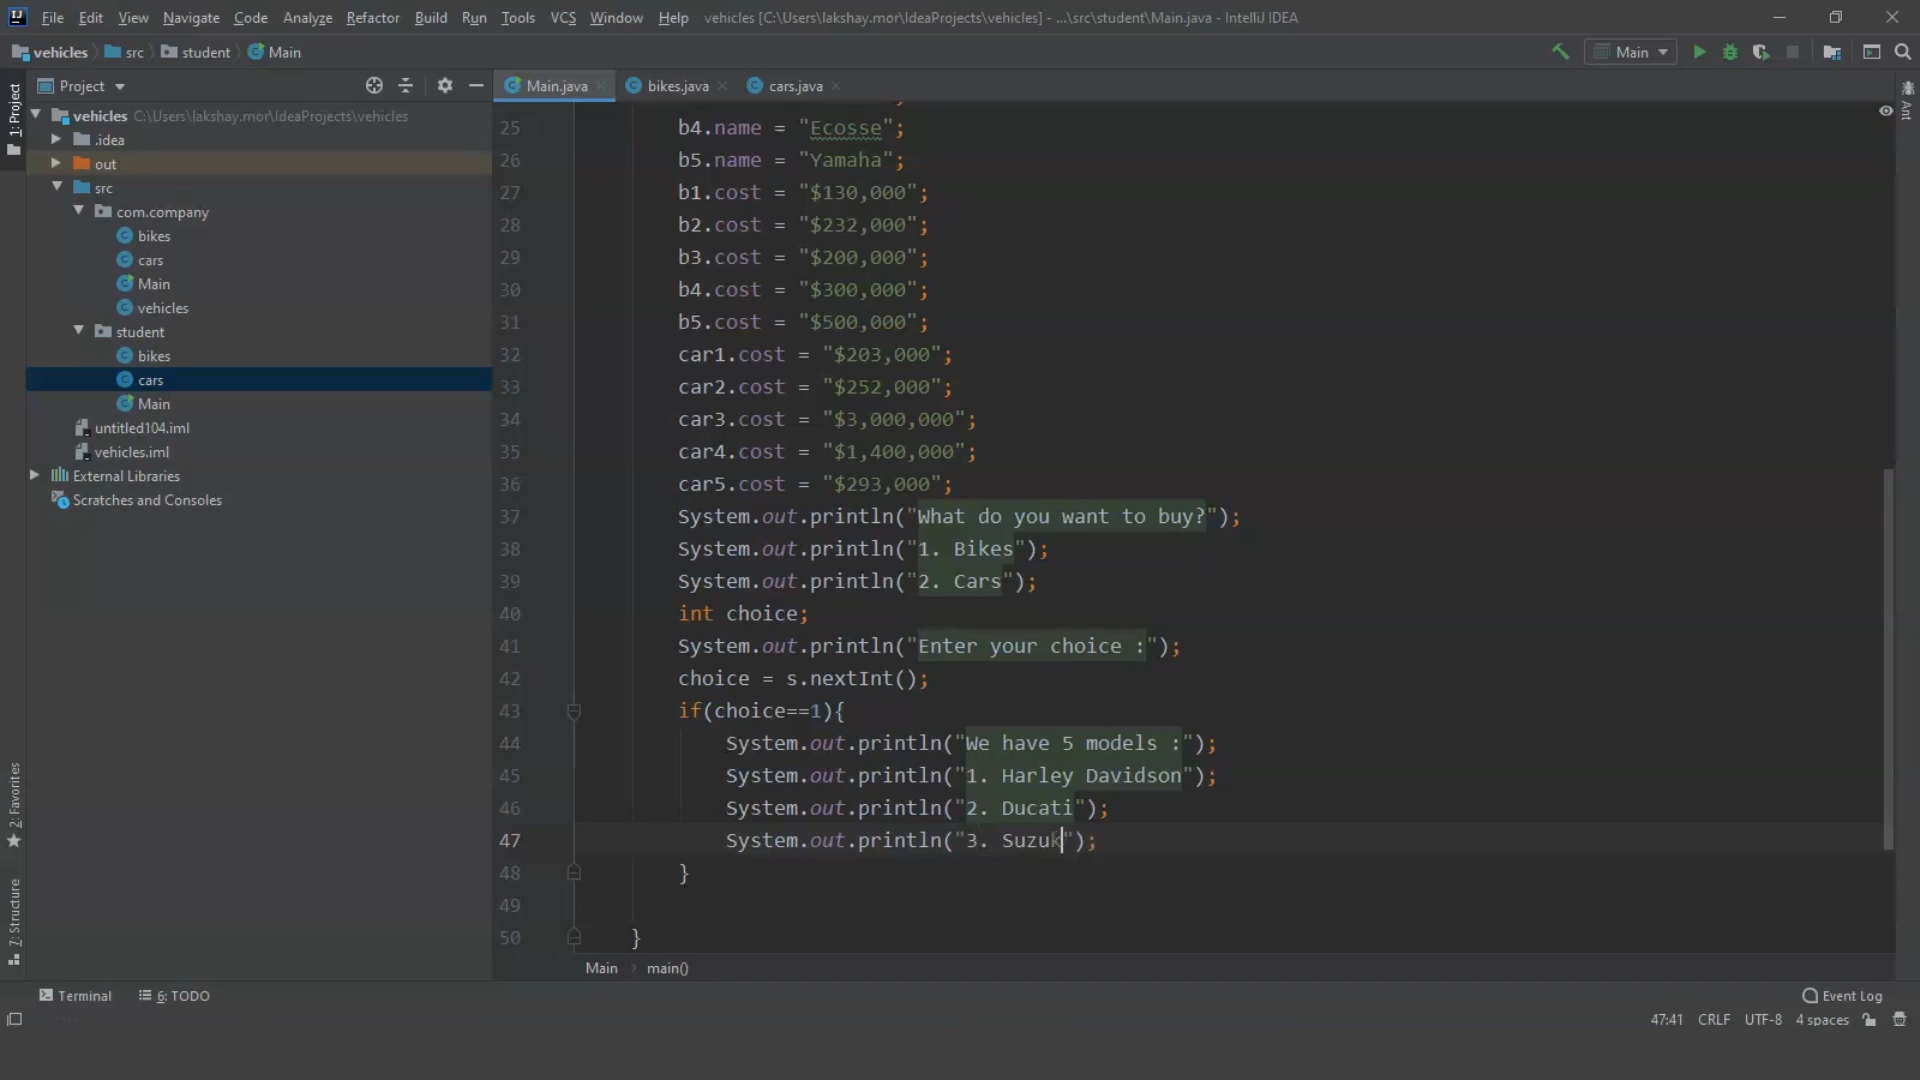 File Edit View Navigate Code Analyze Refactor Build Run Tools VCS Window Help vehicles [C:\Users\lakshay.mor\IdeaProjects\vehicles] - ...\src\student\Main.java - IntelliJ IDEA
vehicles src student Main
Main
1: Project
Project
Main.java
bikes.java
cars.java
Ant
vehicles C:\Users\lakshay.mor\IdeaProjects\vehicles
.idea
out
src
com.company
bikes
cars
Main
vehicles
student
bikes
cars
Main
untitled104.iml
vehicles.iml
External Libraries
Scratches and Consoles
2: Favorites
7: Structure
25 b4.name = "Ecosse";
26 b5.name = "Yamaha";
27 b1.cost = "$130,000";
28 b2.cost = "$232,000";
29 b3.cost = "$200,000";
30 b4.cost = "$300,000";
31 b5.cost = "$500,000";
32 car1.cost = "$203,000";
33 car2.cost = "$252,000";
34 car3.cost = "$3,000,000";
35 car4.cost = "$1,400,000";
36 car5.cost = "$293,000";
37 System.out.println("What do you want to buy?");
38 System.out.println("1. Bikes");
39 System.out.println("2. Cars");
40 int choice;
41 System.out.println("Enter your choice :");
42 choice = s.nextInt();
43 if(choice==1){
44 System.out.println("We have 5 models :");
45 System.out.println("1. Harley Davidson");
46 System.out.println("2. Ducati");
47 System.out.println("3. Suzuk");
48 }
49
50 }
Main main()
Terminal 6: TODO
Event Log
47:41 CRLF UTF-8 4 spaces